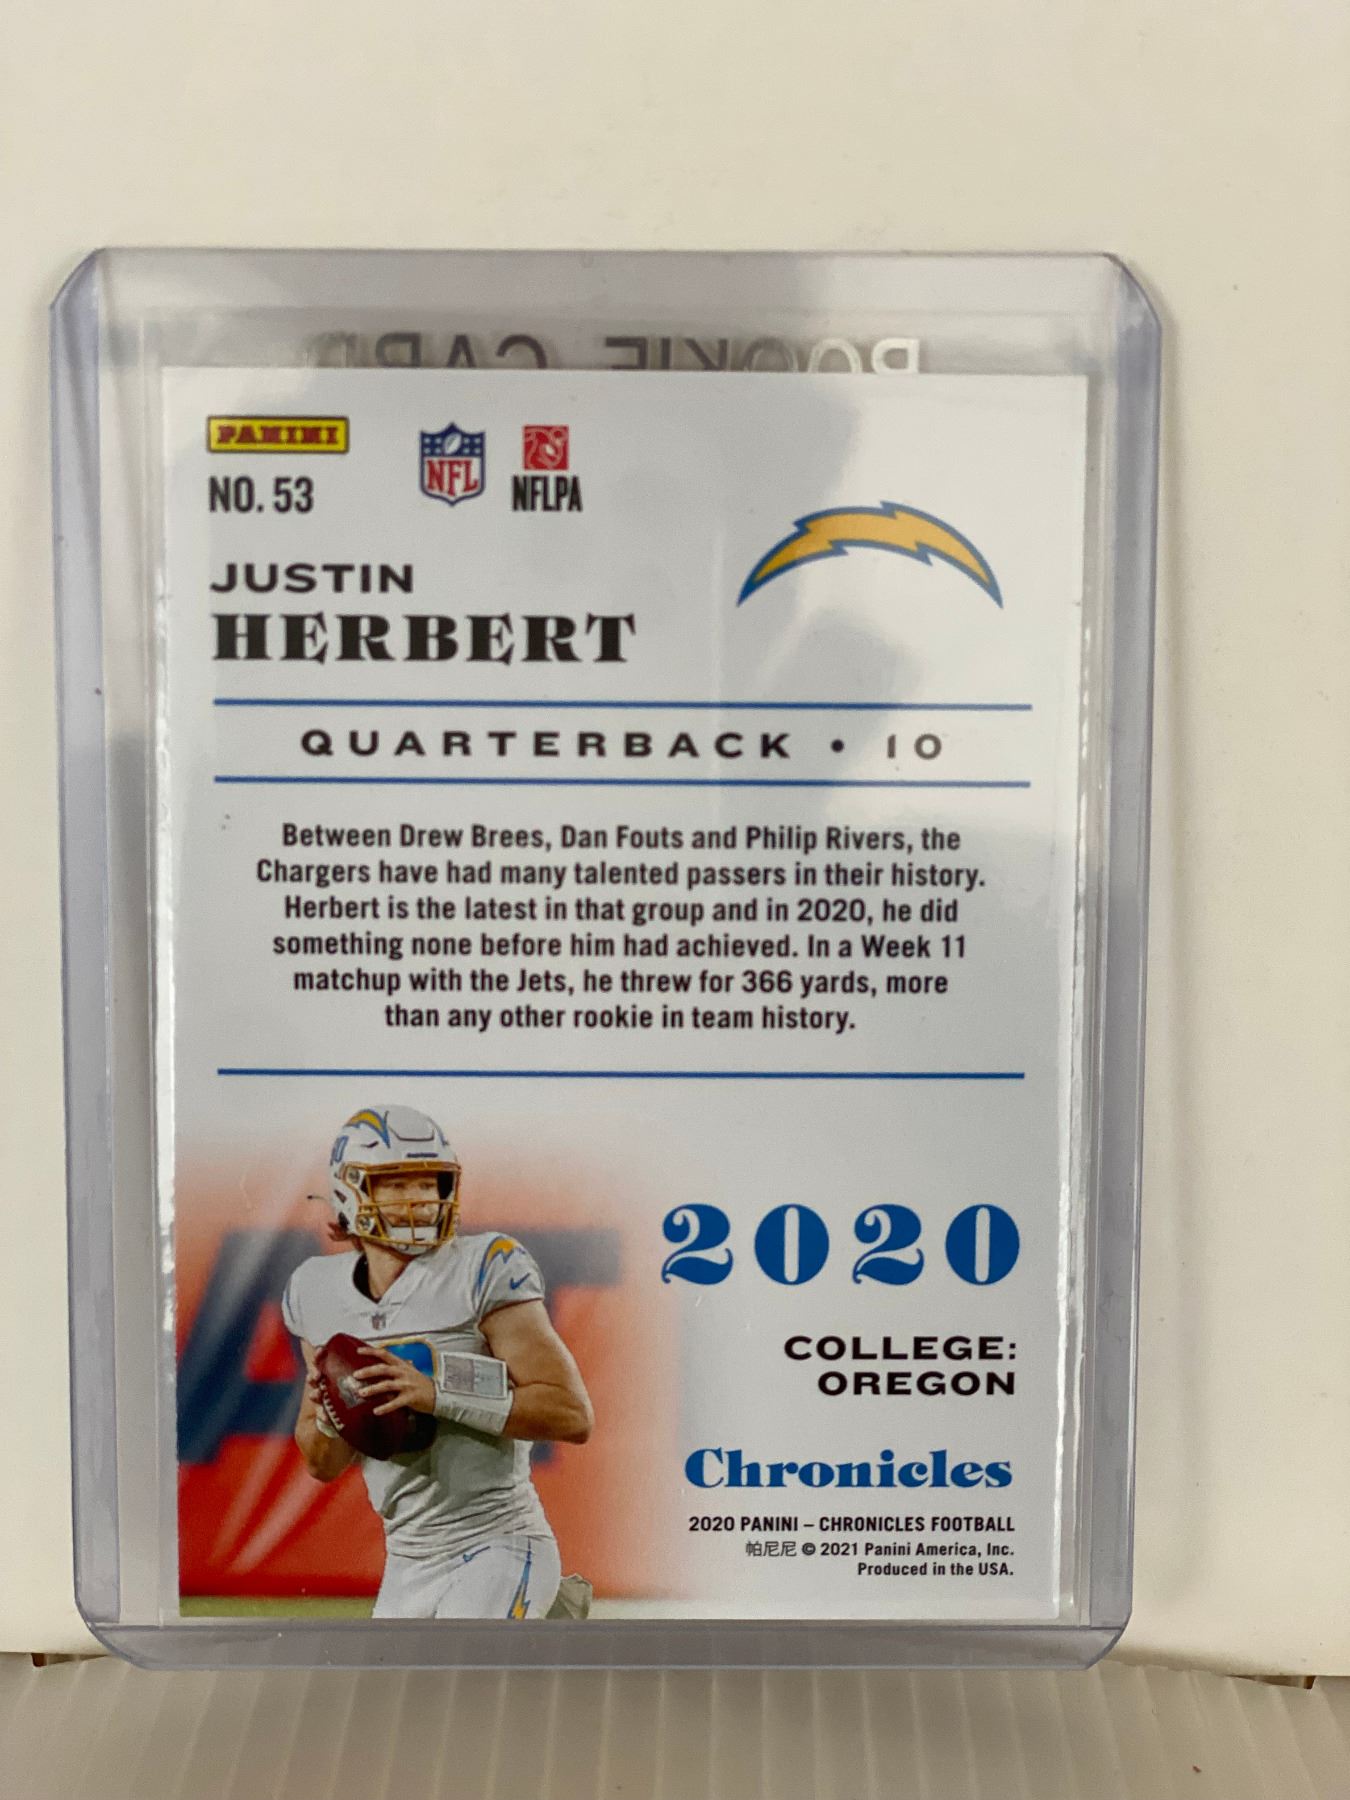 ROOKIE CARD
PANINI
NO. 53
NFL
NFLPA
JUSTIN
HERBERT
QUARTERBACK • 10
Between Drew Brees, Dan Fouts and Philip Rivers, the
Chargers have had many talented passers in their history.
Herbert is the latest in that group and in 2020, he did
something none before him had achieved. In a Week 11
matchup with the Jets, he threw for 366 yards, more
than any other rookie in team history.
2020
COLLEGE:
OREGON
Chronicles
2020 PANINI – CHRONICLES FOOTBALL
帕尼尼 © 2021 Panini America, Inc.
Produced in the USA.